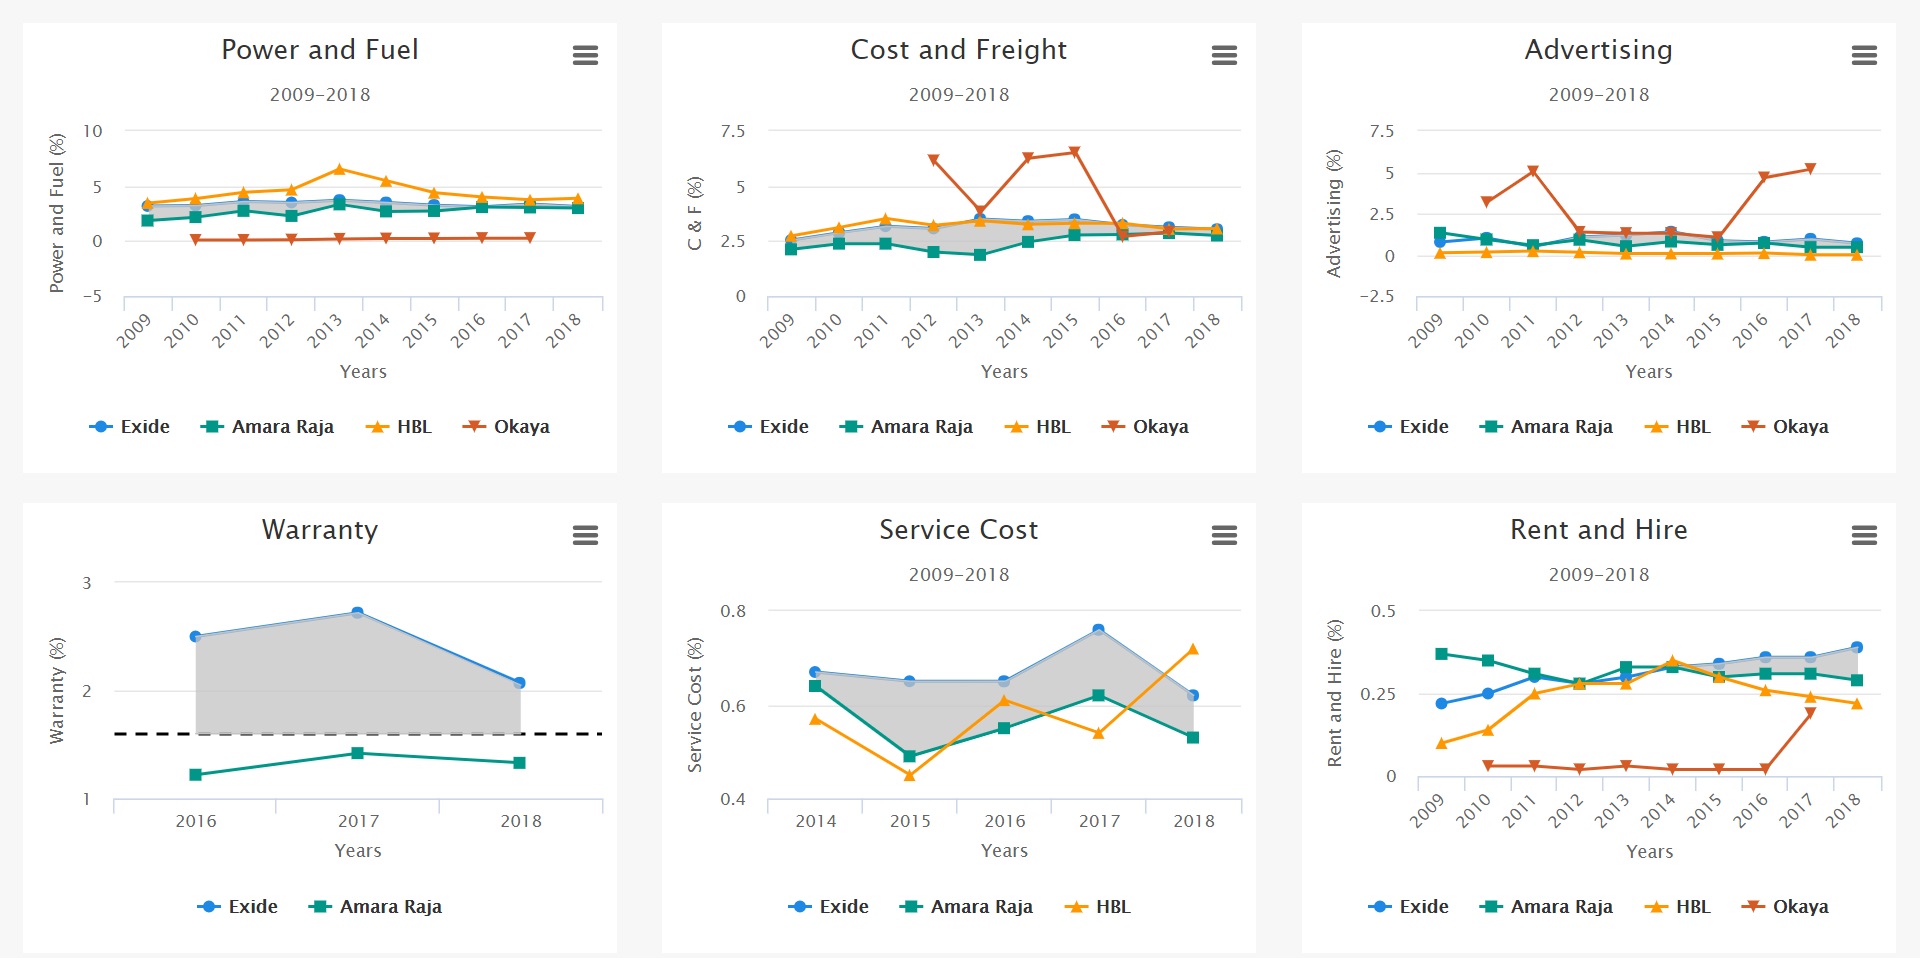 Power and Fuel
2009-2018
Power and Fuel (%)
10
5
0
-5
2009 2010 2011 2012 2013 2014 2015 2016 2017 2018
Years
Exide Amara Raja HBL Okaya
Cost and Freight
2009-2018
C & F (%)
7.5
5
2.5
0
2009 2010 2011 2012 2013 2014 2015 2016 2017 2018
Years
Exide Amara Raja HBL Okaya
Advertising
2009-2018
Advertising (%)
7.5
5
2.5
0
-2.5
2009 2010 2011 2012 2013 2014 2015 2016 2017 2018
Years
Exide Amara Raja HBL Okaya
Warranty
Warranty (%)
3
2
1
2016 2017 2018
Years
Exide Amara Raja
Service Cost
2009-2018
Service Cost (%)
0.8
0.6
0.4
2014 2015 2016 2017 2018
Years
Exide Amara Raja HBL
Rent and Hire
2009-2018
Rent and Hire (%)
0.5
0.25
0
2009 2010 2011 2012 2013 2014 2015 2016 2017 2018
Years
Exide Amara Raja HBL Okaya